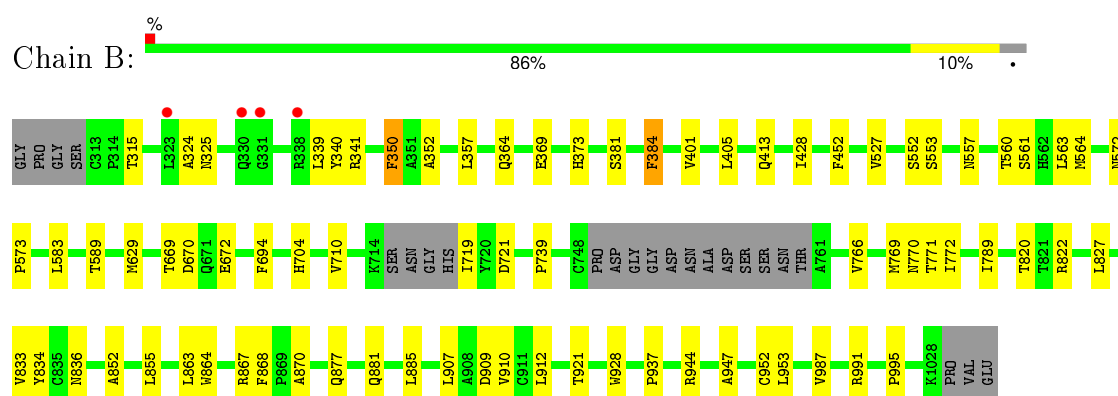 %
Chain B:
86% 10% •
GLY PRO GLY SER C313 P314 T315 L323 A324 N325 Q330 G331 R338 L339 Y340 R341 F350 A351 A352 L357 Q364 E369 H373 S381 F384 V401 L405 Q413 I428 F452 V527 S552 S553 N557 T560 S561 H562 L563 M564 N572
P573 L583 T589 M629 T669 D670 Q671 E672 F694 H704 V710 K714 SER ASN GLY HIS I719 Y720 D721 P739 C748 PRO ASP GLY GLY ASP ASN ALA ASP SER SER ASN THR A761 V766 M769 N770 T771 I772 I789 T820 T821 R822 L827
V833 Y834 C835 N836 A852 L855 L863 W864 R867 F868 P869 A870 Q877 Q881 L885 L907 A908 D909 V910 C911 L912 T921 W928 P937 R944 A947 C952 L953 V987 R991 P995 K1028 PRO VAL GLU